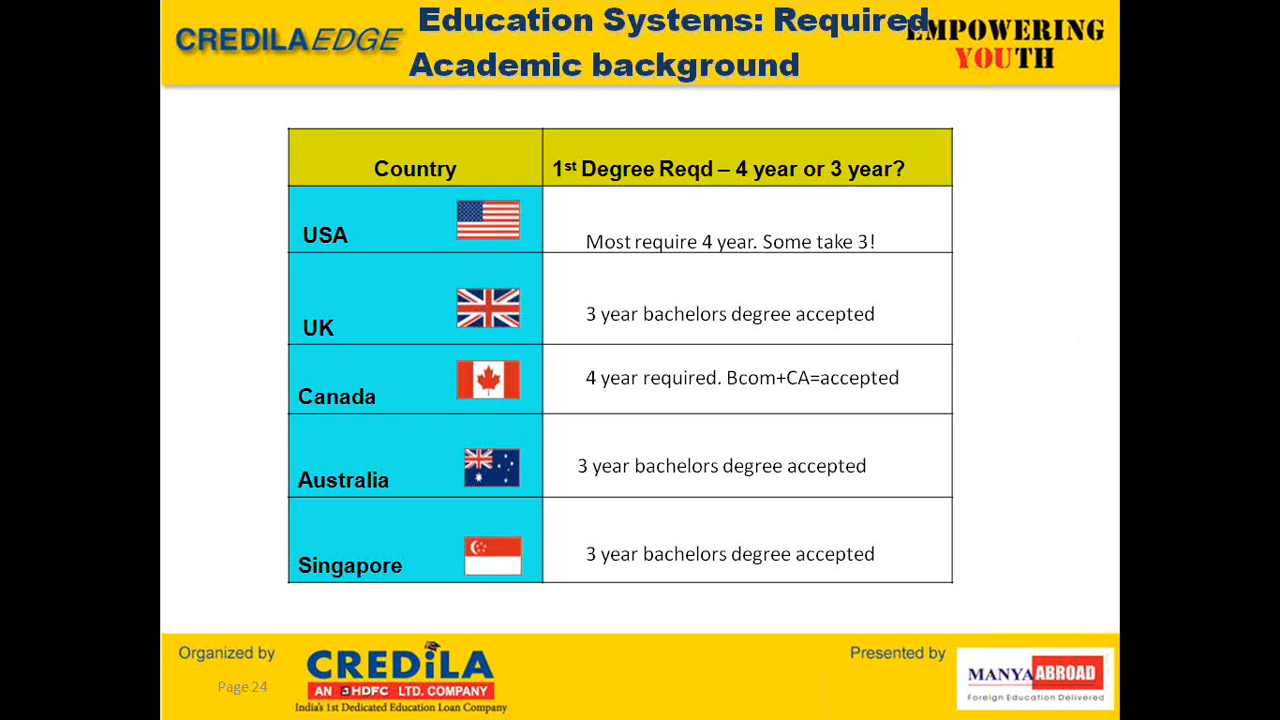 CREDILAEDGE
Education Systems: Required
Academic background
EMPOWERING
YOUTH
Country
1st Degree Reqd – 4 year or 3 year?
USA
Most require 4 year. Some take 3!
UK
3 year bachelors degree accepted
Canada
4 year required. Bcom+CA=accepted
Australia
3 year bachelors degree accepted
Singapore
3 year bachelors degree accepted
Organized by
Page 24
CREDiLA
AN HDFC LTD. COMPANY
India's 1st Dedicated Education Loan Company
Presented by
MANYA ABROAD
Foreign Education Delivered